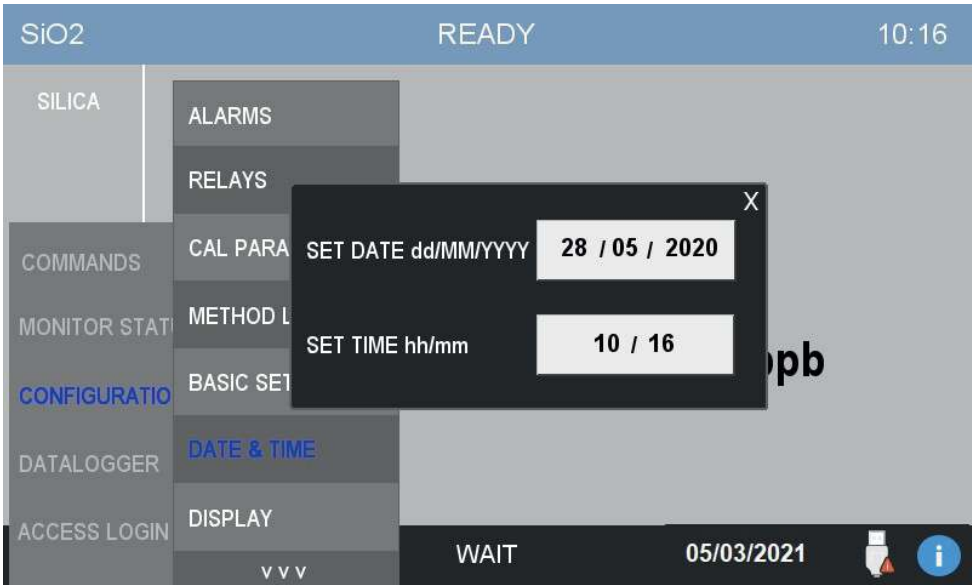 SiO2 READY 10:16
SILICA
ALARMS
RELAYS
CAL PARA
METHOD L
BASIC SET
DATE & TIME
DISPLAY
V V V
COMMANDS
MONITOR STAT
CONFIGURATIO
DATALOGGER
ACCESS LOGIN
X
SET DATE dd/MM/YYYY 28 / 05 / 2020
SET TIME hh/mm 10 / 16
ppb
WAIT 05/03/2021
i